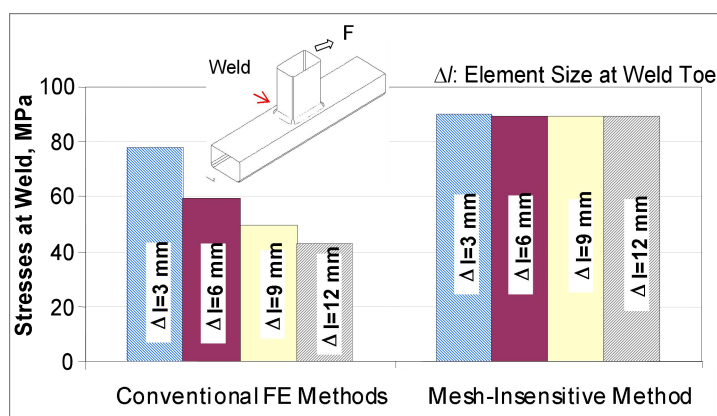 F
Weld
Δl: Element Size at Weld Toe
Stresses at Weld, MPa
100
80
60
40
20
0
Δ l=3 mm
Δ l=6 mm
Δ l=9 mm
Δ l=12 mm
Δ l=3 mm
Δ l=6 mm
Δ l=9 mm
Δ l=12 mm
Conventional FE Methods
Mesh-Insensitive Method